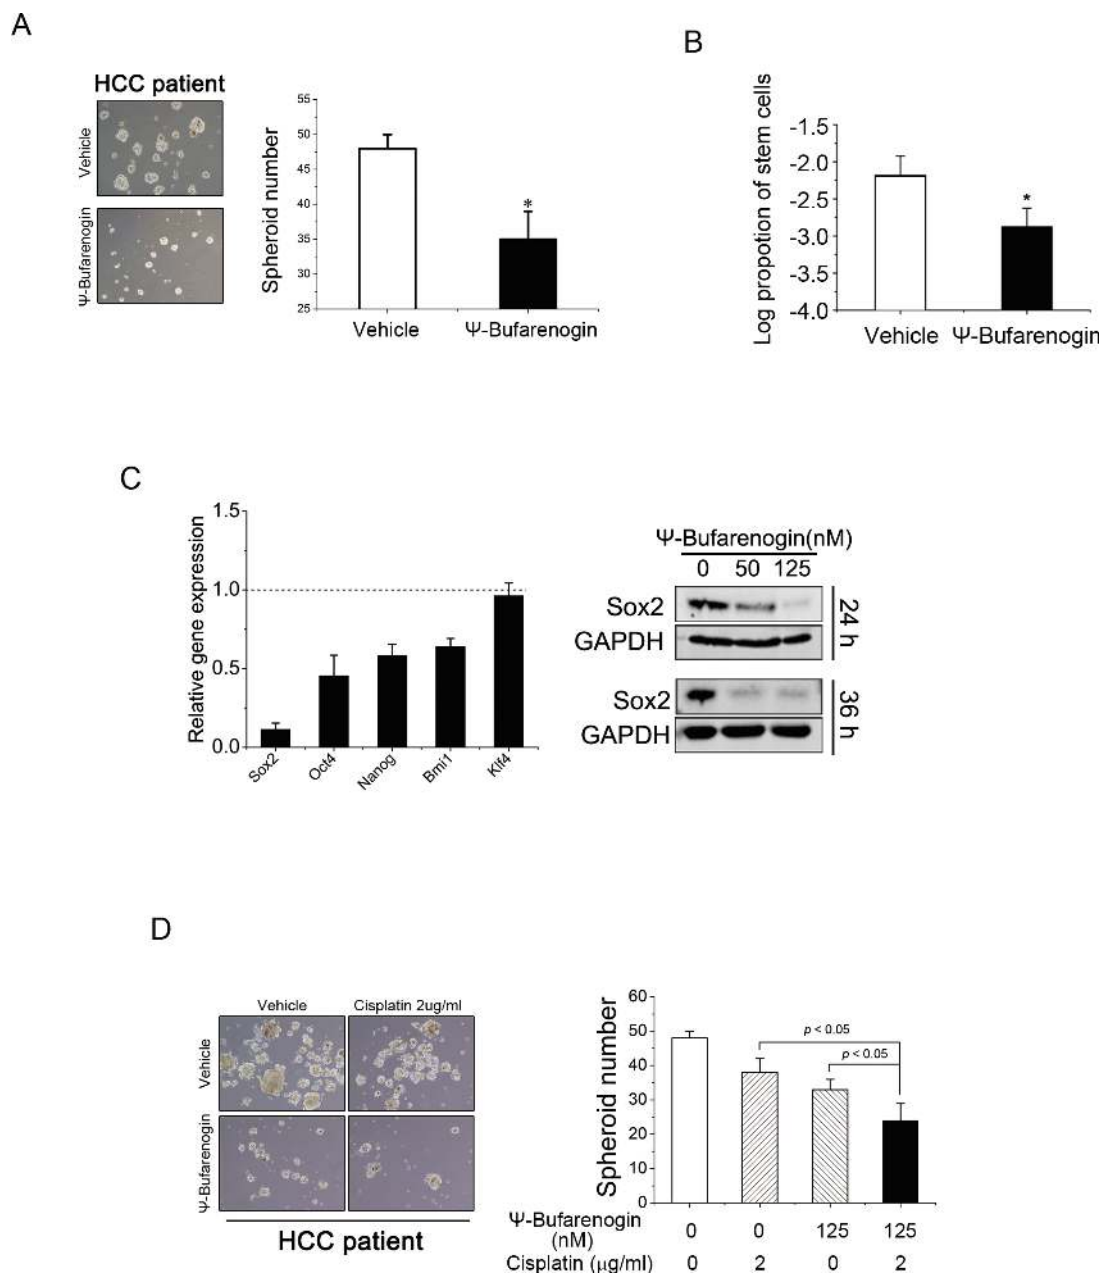 A
HCC patient
Vehicle
Ψ-Bufarenogin
Spheroid number
55
50
45
40
35
30
25
*
Vehicle
Ψ-Bufarenogin
B
Log propotion of stem cells
-1.5
-2.0
-2.5
-3.0
-3.5
-4.0
*
Vehicle
Ψ-Bufarenogin
C
Relative gene expression
1.5
1.0
0.5
0.0
Sox2
Oct4
Nanog
Bmi1
Klf4
Ψ-Bufarenogin(nM)
0 50 125
Sox2
GAPDH
24 h
Sox2
GAPDH
36 h
D
Vehicle Cisplatin 2ug/ml
Vehicle
Ψ-Bufarenogin
HCC patient
Spheroid number
60
50
40
30
20
10
0
p < 0.05
p < 0.05
Ψ-Bufarenogin (nM) 0 0 125 125
Cisplatin (μg/ml) 0 2 0 2